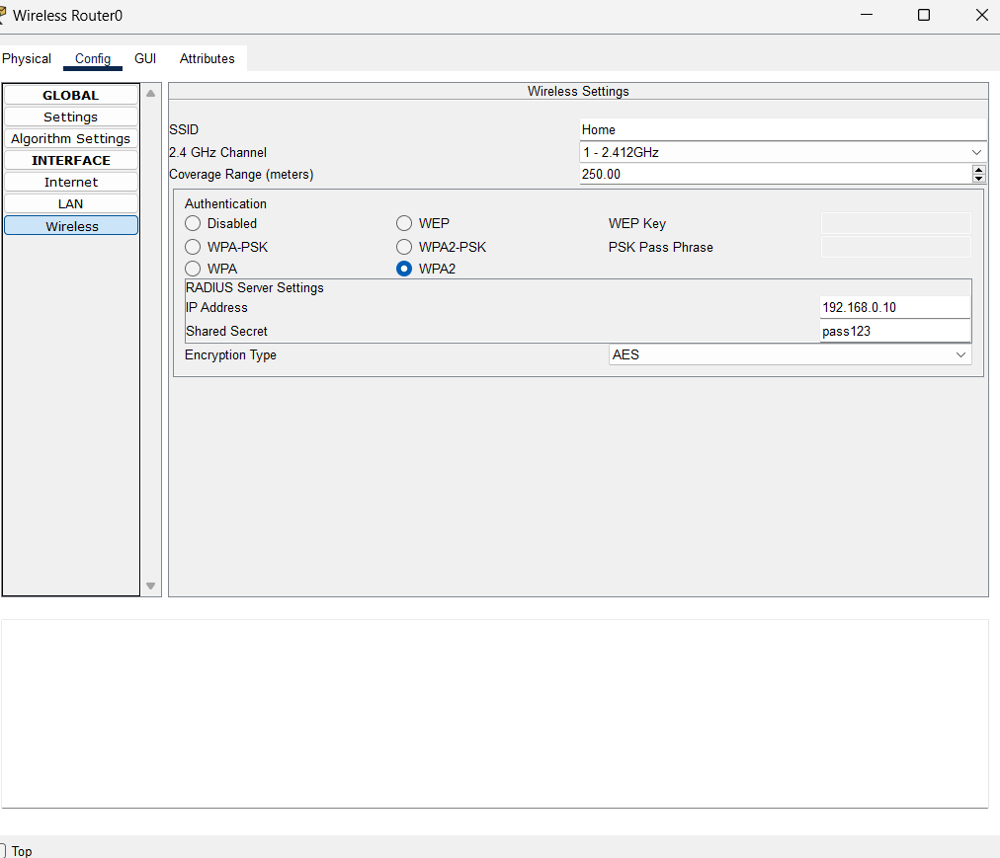 Wireless Router0
Physical Config GUI Attributes
GLOBAL
Settings
Algorithm Settings
INTERFACE
Internet
LAN
Wireless
Wireless Settings
SSID Home
2.4 GHz Channel 1 - 2.412GHz
Coverage Range (meters) 250.00
Authentication
Disabled WEP WEP Key
WPA-PSK WPA2-PSK PSK Pass Phrase
WPA WPA2
RADIUS Server Settings
IP Address 192.168.0.10
Shared Secret pass123
Encryption Type AES
Top